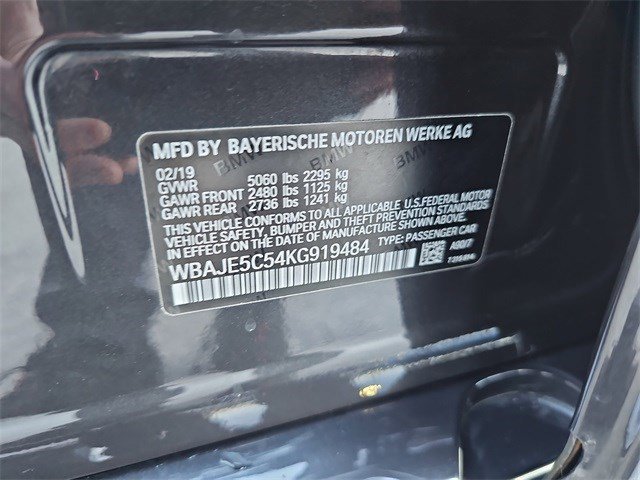 MFD BY BAYERISCHE MOTOREN WERKE AG
02/19
GVWR 5060 lbs 2295 kg
GAWR FRONT 2480 lbs 1125 kg
GAWR REAR 2736 lbs 1241 kg
THIS VEHICLE CONFORMS TO ALL APPLICABLE U.S.FEDERAL MOTOR
VEHICLE SAFETY, BUMPER AND THEFT PREVENTION STANDARDS
IN EFFECT ON THE DATE OF MANUFACTURE SHOWN ABOVE.
WBAJE5C54KG919484 TYPE: PASSENGER CAR